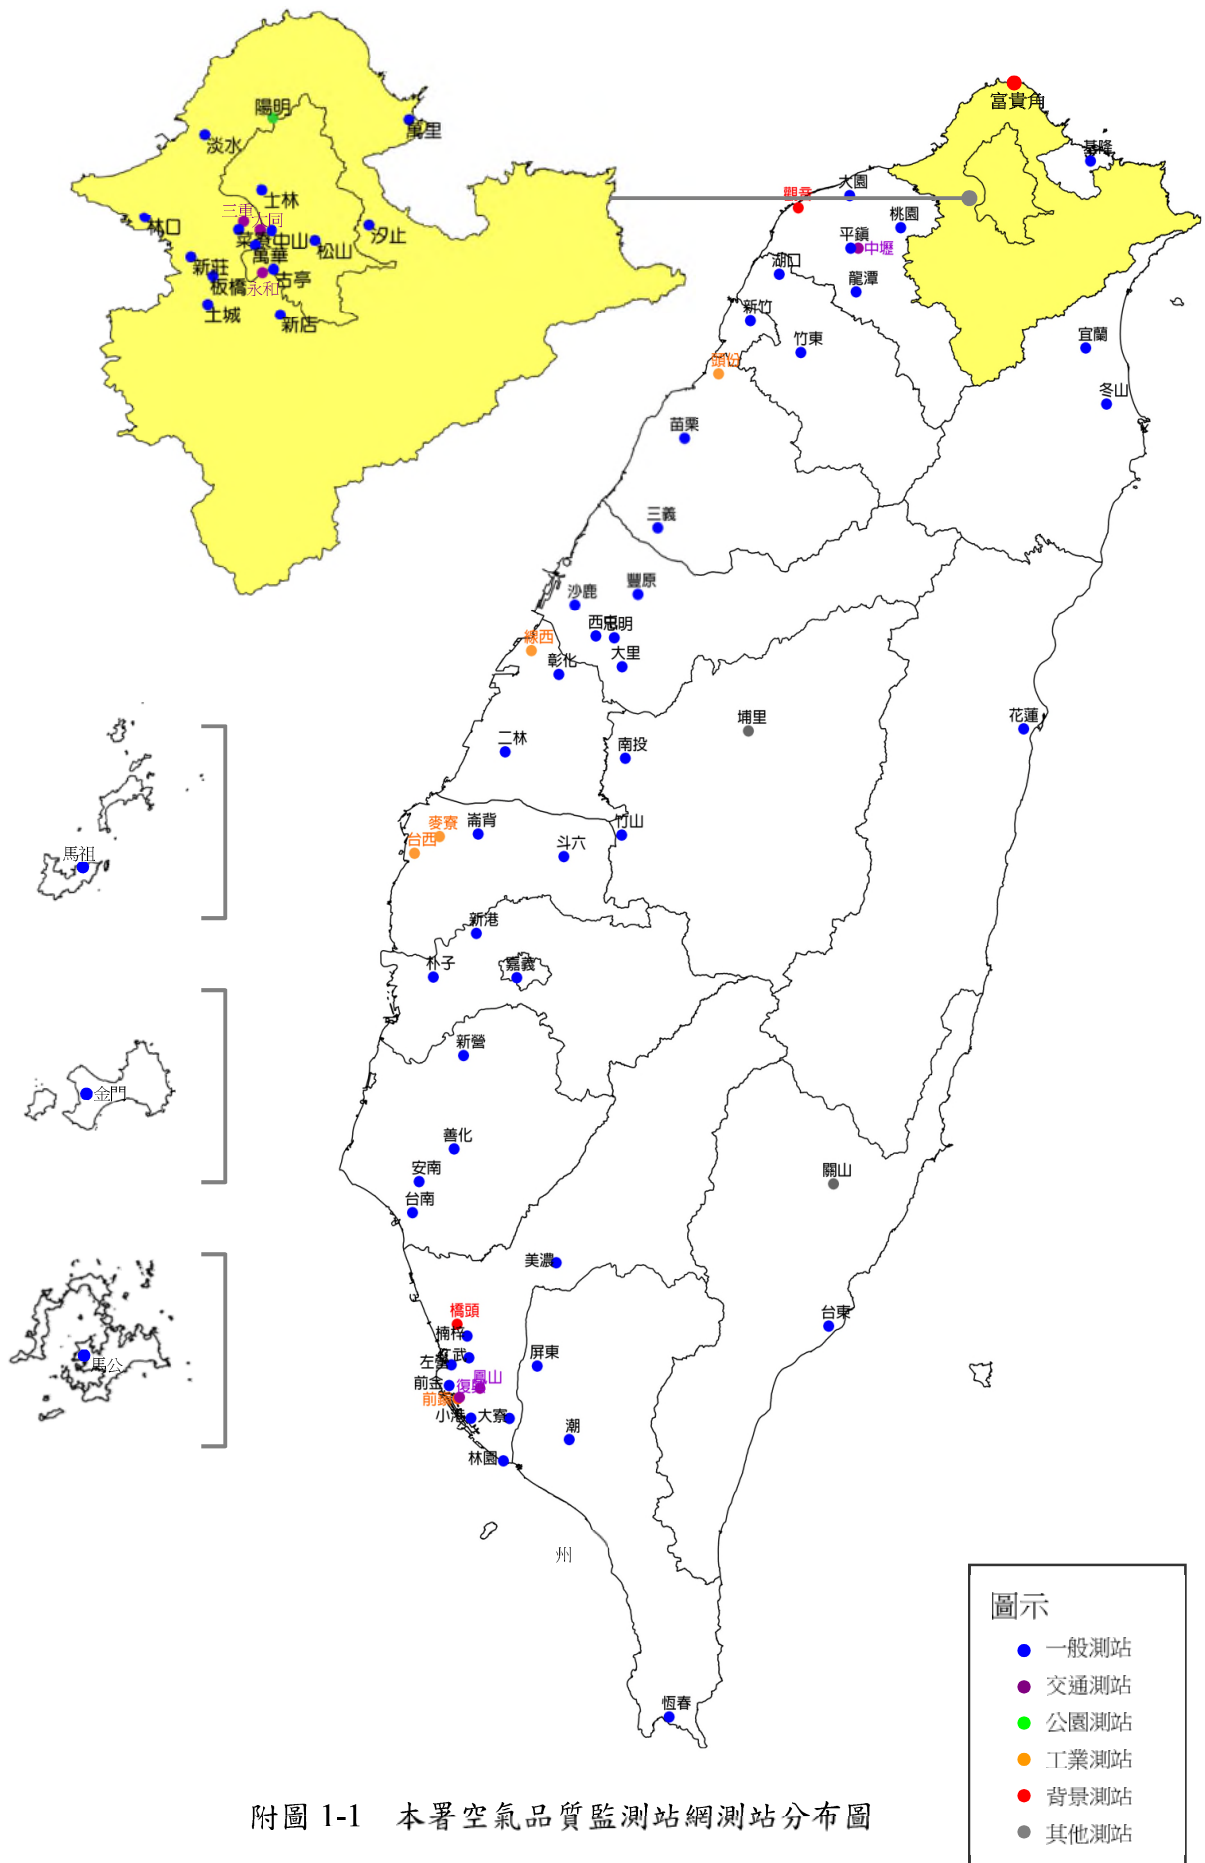 陽明
萬里
淡水
士林
三重
大同
林口
菜寮
中山
松山
汐止
萬華
新莊
板橋
永和
古亭
土城
新店
富貴角
基隆
觀音
大園
桃園
平鎮
中壢
湖口
龍潭
新竹
竹東
頭份
宜蘭
冬山
苗栗
三義
沙鹿
豐原
西屯
忠明
線西
彰化
大里
埔里
花蓮
二林
南投
麥寮
台西
崙背
斗六
竹山
馬祖
新港
朴子
嘉義
新營
金門
善化
安南
台南
關山
美濃
橋頭
楠梓
仁武
左營
屏東
台東
馬公
前金
復興
鳳山
前鎮
小港
大寮
潮
林園
州
恆春
圖示
一般測站
交通測站
公園測站
工業測站
背景測站
其他測站
附圖 1-1 本署空氣品質監測站網測站分布圖